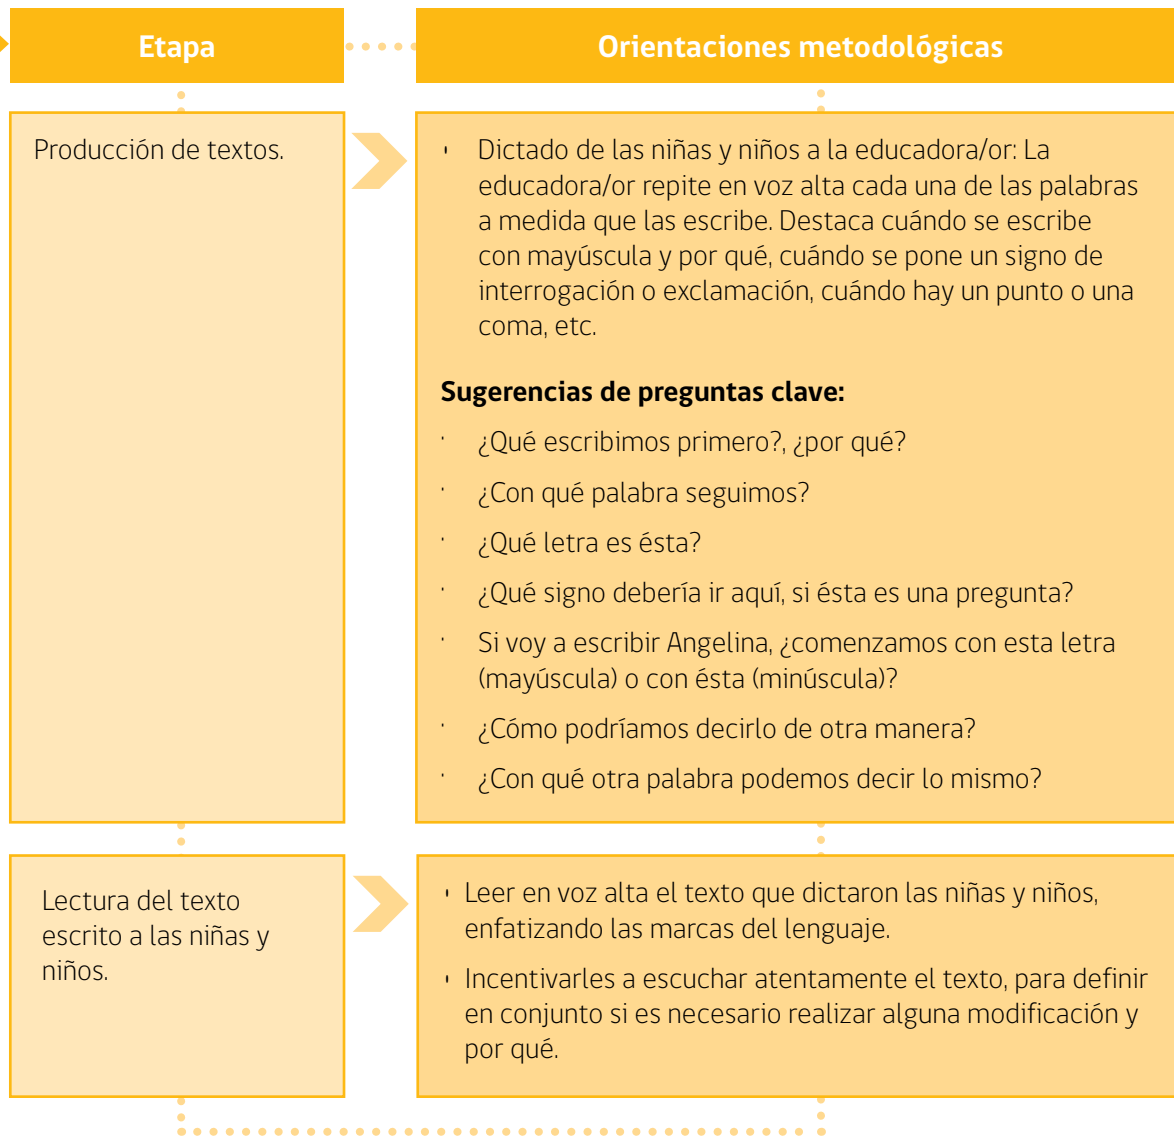 Etapa
Orientaciones metodológicas
Producción de textos.
• Dictado de las niñas y niños a la educadora/or: La
educadora/or repite en voz alta cada una de las palabras
a medida que las escribe. Destaca cuándo se escribe
con mayúscula y por qué, cuándo se pone un signo de
interrogación o exclamación, cuándo hay un punto o una
coma, etc.
Sugerencias de preguntas clave:
· ¿Qué escribimos primero?, ¿por qué?
· ¿Con qué palabra seguimos?
· ¿Qué letra es ésta?
· ¿Qué signo debería ir aquí, si ésta es una pregunta?
· Si voy a escribir Angelina, ¿comenzamos con esta letra
(mayúscula) o con ésta (minúscula)?
· ¿Cómo podríamos decirlo de otra manera?
· ¿Con qué otra palabra podemos decir lo mismo?
Lectura del texto
escrito a las niñas y
niños.
• Leer en voz alta el texto que dictaron las niñas y niños,
enfatizando las marcas del lenguaje.
• Incentivarles a escuchar atentamente el texto, para definir
en conjunto si es necesario realizar alguna modificación y
por qué.